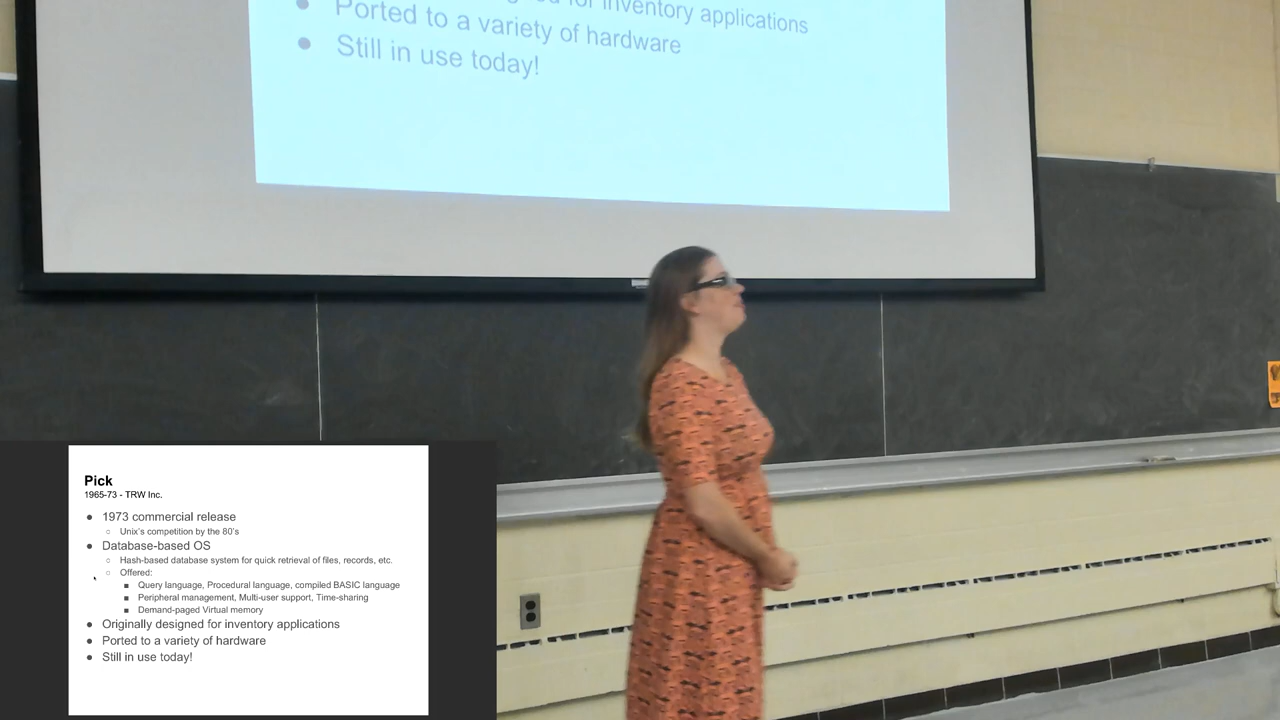 for inventory applications
Ported to a variety of hardware
Still in use today!
Pick
1965-73 - TRW Inc.
1973 commercial release
Unix's competition by the 80's
Database-based OS
Hash-based database system for quick retrieval of files, records, etc.
Offered:
Query language, Procedural language, compiled BASIC language
Peripheral management, Multi-user support, Time-sharing
Demand-paged Virtual memory
Originally designed for inventory applications
Ported to a variety of hardware
Still in use today!